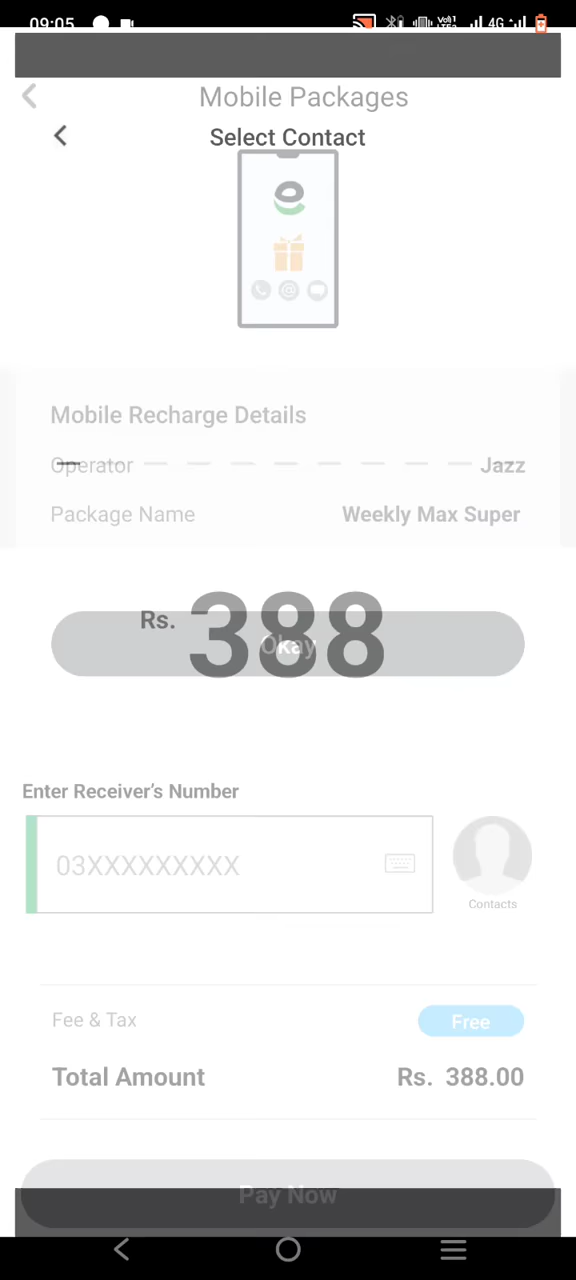 09:05
4G
Mobile Packages
Select Contact
Mobile Recharge Details
Operator Jazz
Package Name Weekly Max Super
Rs. 388
Okay
Enter Receiver's Number
03XXXXXXXXX
Contacts
Fee & Tax Free
Total Amount Rs. 388.00
Pay Now